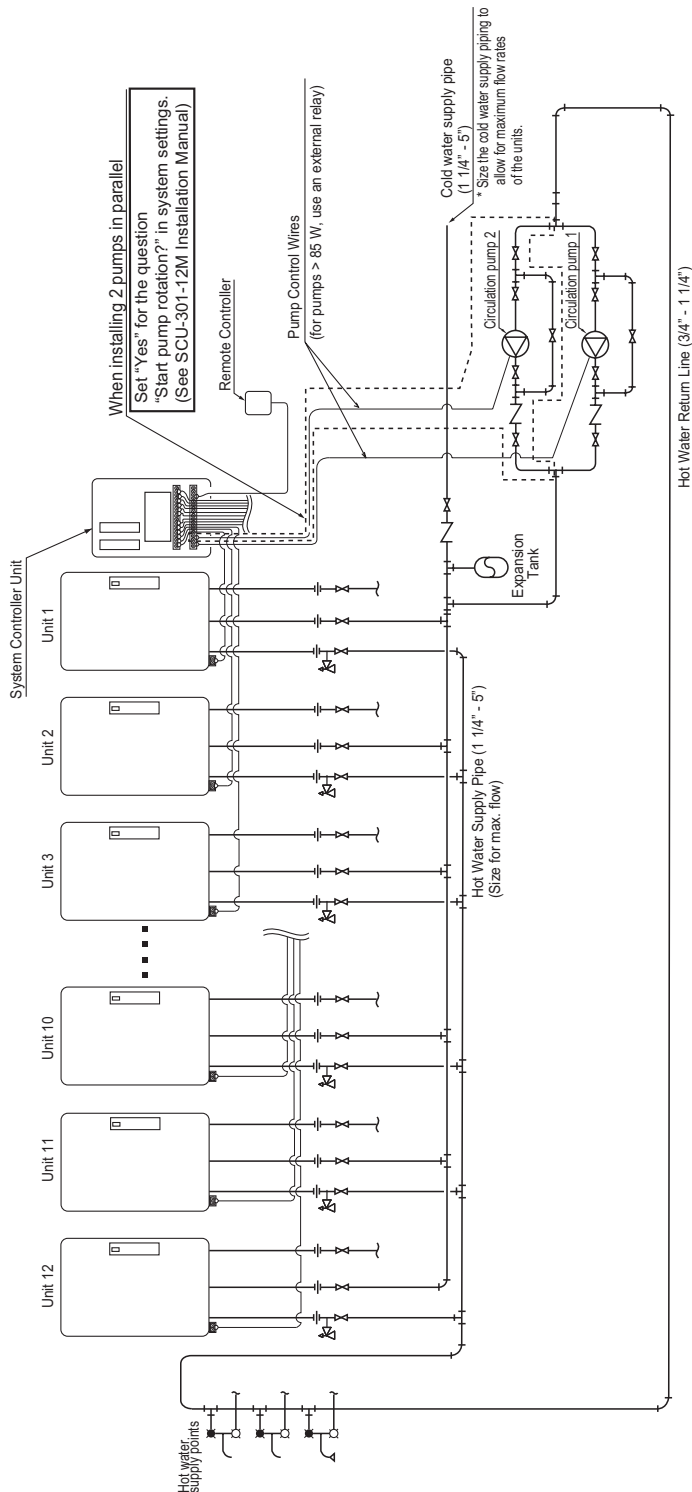 System Controller Unit
When installing 2 pumps in parallel
Set “Yes” for the question
“Start pump rotation?” in system settings.
(See SCU-301-12M Installation Manual)
Remote Controller
Pump Control Wires
(for pumps > 85 W, use an external relay)
Unit 12
Unit 11
Unit 10
Unit 3
Unit 2
Unit 1
Cold water supply pipe
(1 1/4” - 5”)
* Size the cold water supply piping to
allow for maximum flow rates
of the units.
Hot water
supply points
Hot Water Supply Pipe (1 1/4” - 5”)
(Size for max. flow)
Expansion
Tank
Circulation pump 2
Circulation pump 1
Hot Water Return Line (3/4” - 1 1/4”)